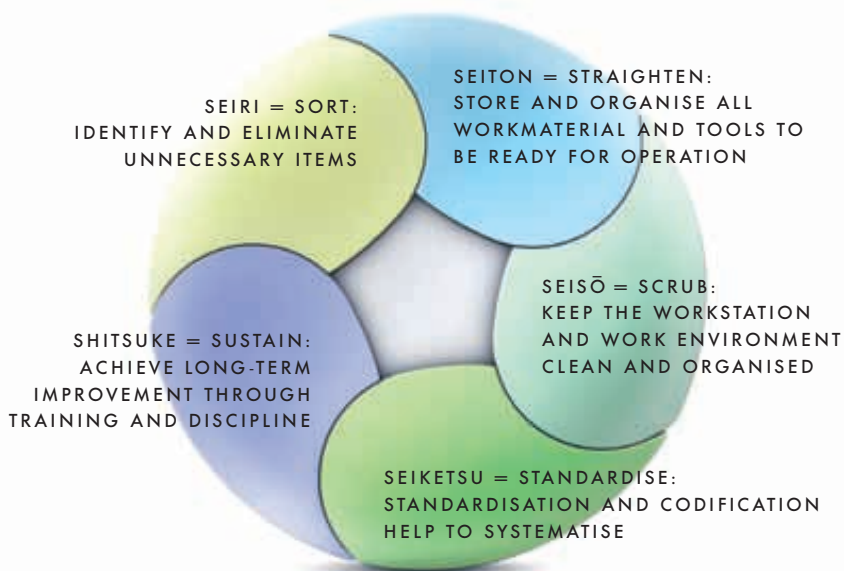 SEIRI = SORT:
IDENTIFY AND ELIMINATE
UNNECESSARY ITEMS
SEITON = STRAIGHTEN:
STORE AND ORGANISE ALL
WORKMATERIAL AND TOOLS TO
BE READY FOR OPERATION
SEISŌ = SCRUB:
KEEP THE WORKSTATION
AND WORK ENVIRONMENT
CLEAN AND ORGANISED
SEIKETSU = STANDARDISE:
STANDARDISATION AND CODIFICATION
HELP TO SYSTEMATISE
SHITSUKE = SUSTAIN:
ACHIEVE LONG-TERM
IMPROVEMENT THROUGH
TRAINING AND DISCIPLINE